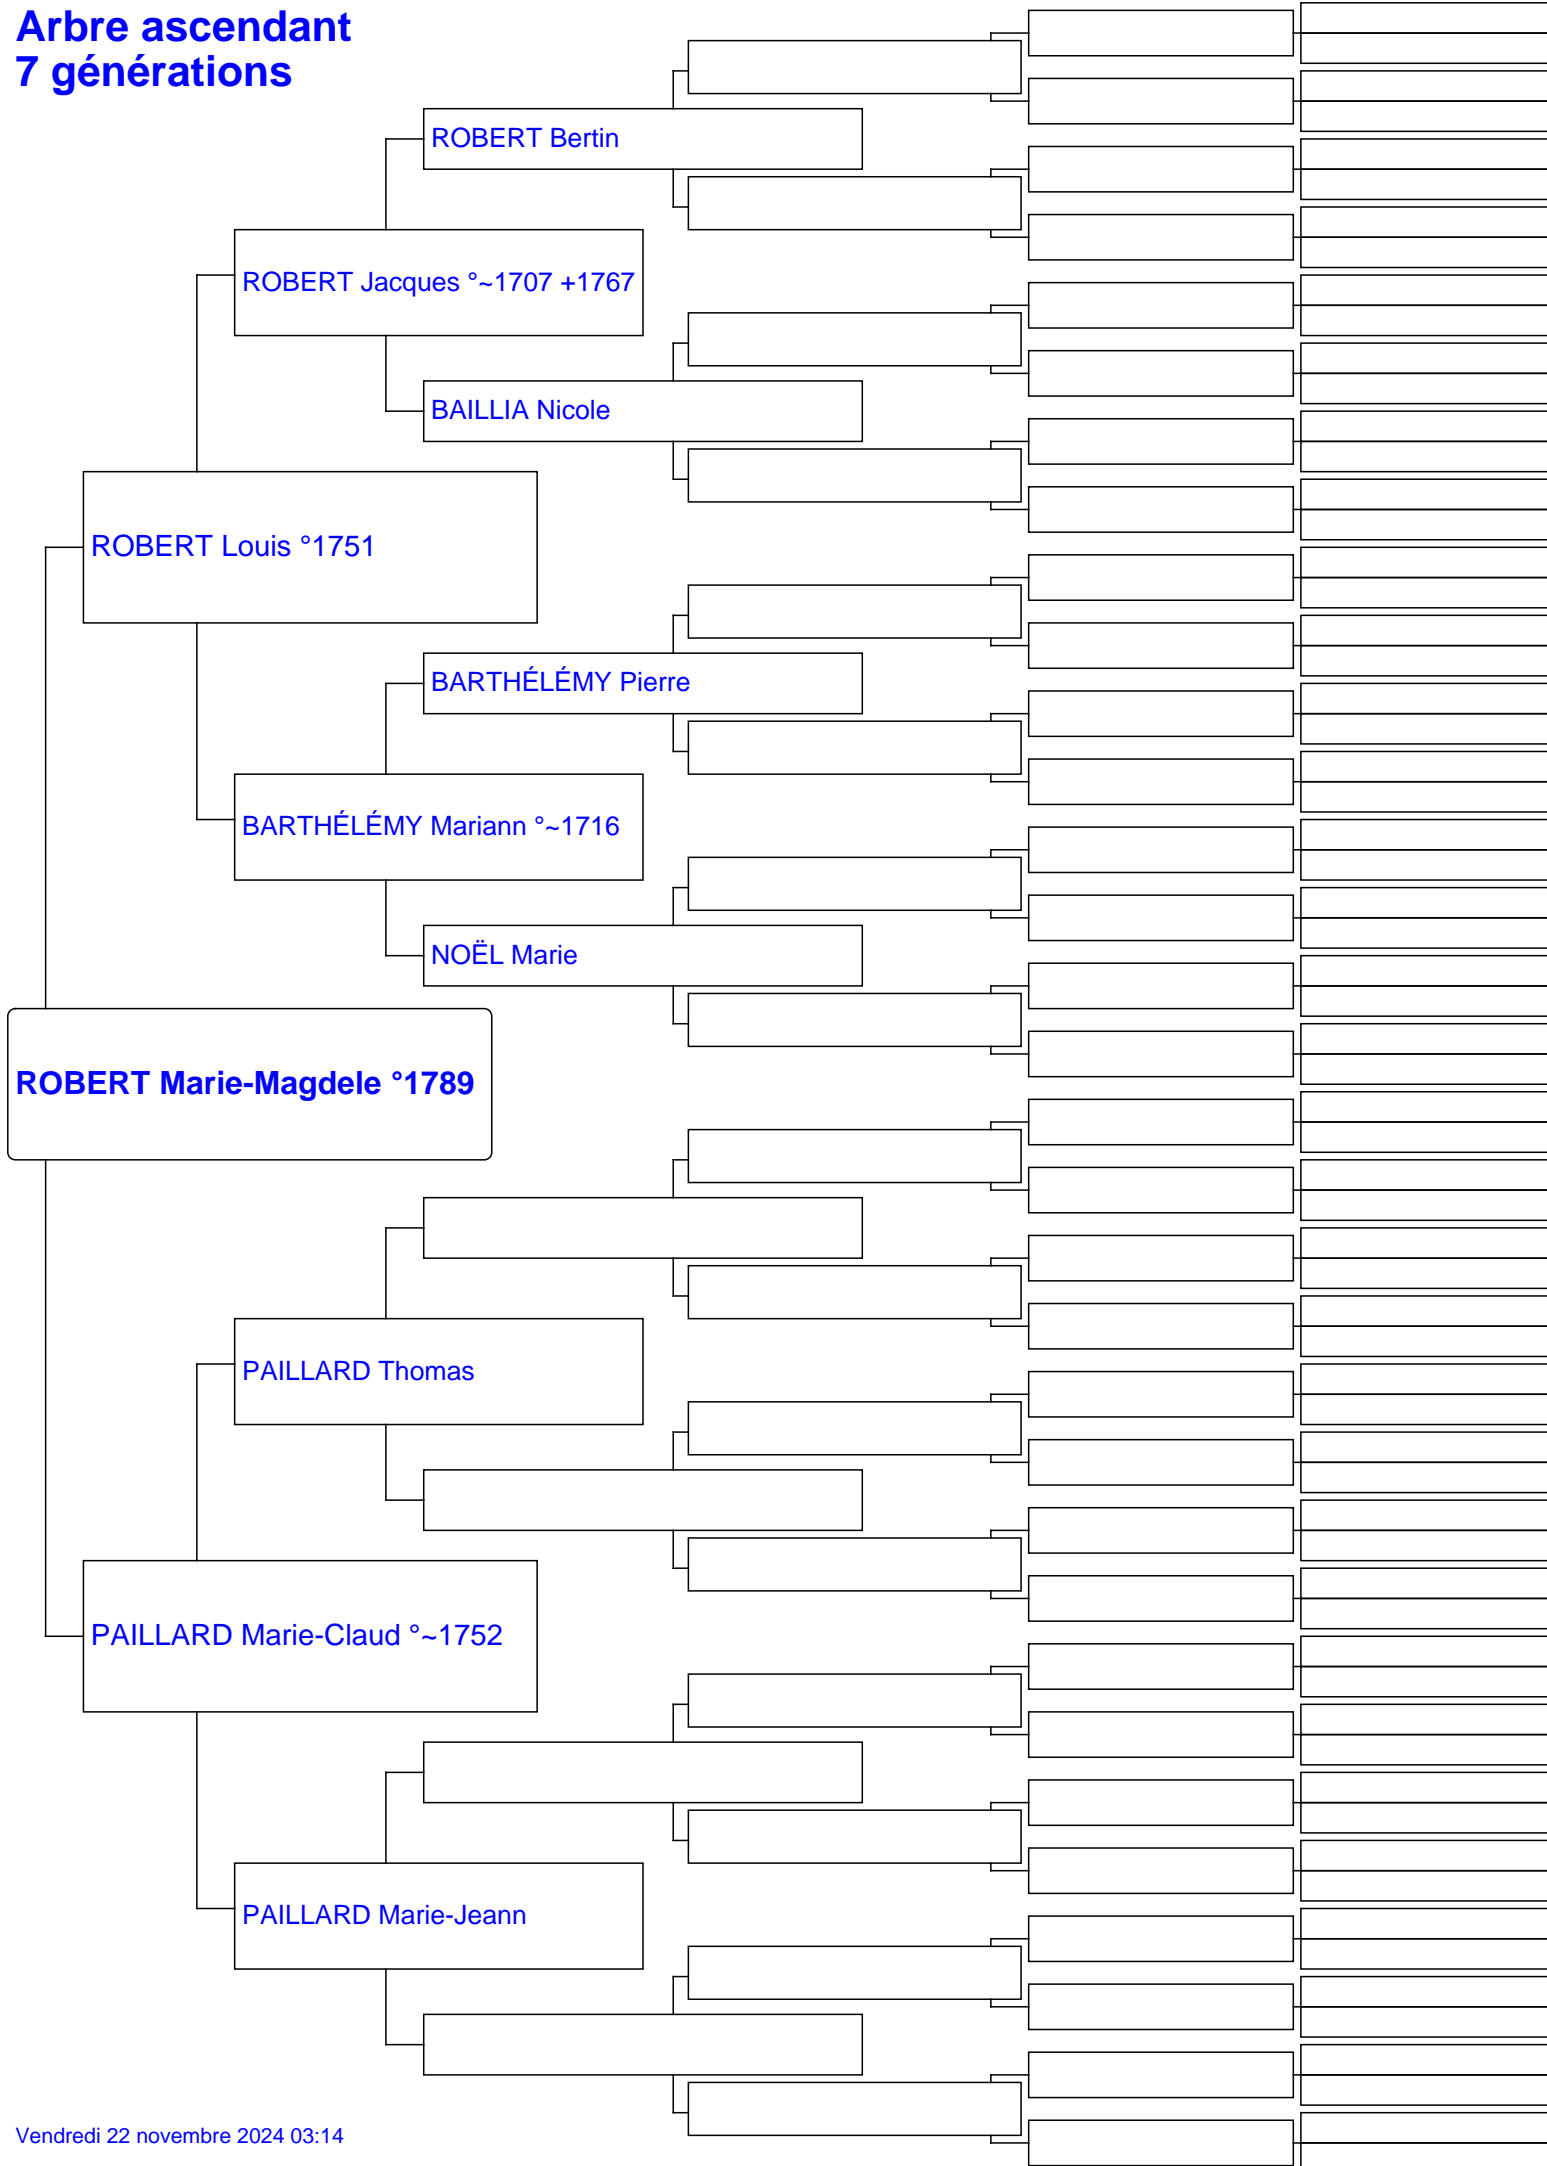 Arbre ascendant
7 générations
ROBERT Bertin
ROBERT Jacques °~1707 +1767
BAILLIA Nicole
ROBERT Louis °1751
BARTHÉLÉMY Pierre
BARTHÉLÉMY Mariann °~1716
NOËL Marie
ROBERT Marie-Magdele °1789
PAILLARD Thomas
PAILLARD Marie-Claud °~1752
PAILLARD Marie-Jeann
Vendredi 22 novembre 2024 03:14